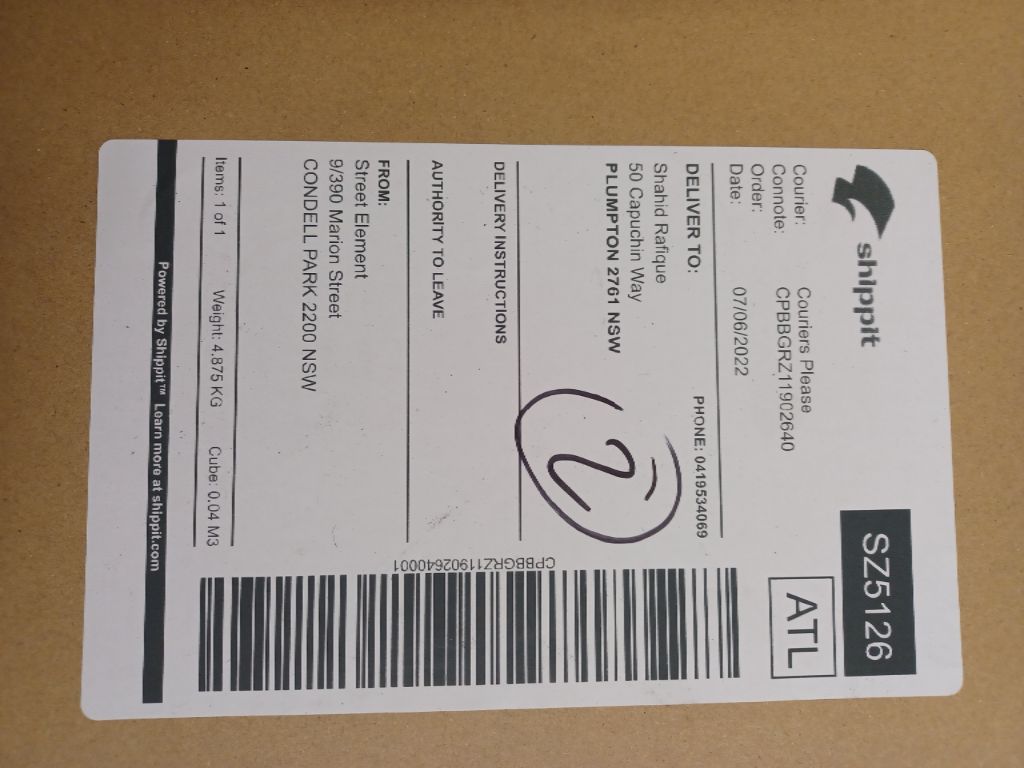 shippit
SZ5126
Courier: Couriers Please
Connote: CPBBGRZ11902640
Order:
Date: 07/06/2022
ATL
DELIVER TO: PHONE: 0419534069
Shahid Rafique
50 Capuchin Way
PLUMPTON 2761 NSW
2
DELIVERY INSTRUCTIONS
AUTHORITY TO LEAVE
FROM:
Street Element
9/390 Marion Street
CONDELL PARK 2200 NSW
Items: 1 of 1 Weight: 4.875 KG Cube: 0.04 M3
CPBBGRZ119026400001
Powered by Shippit™ Learn more at shippit.com